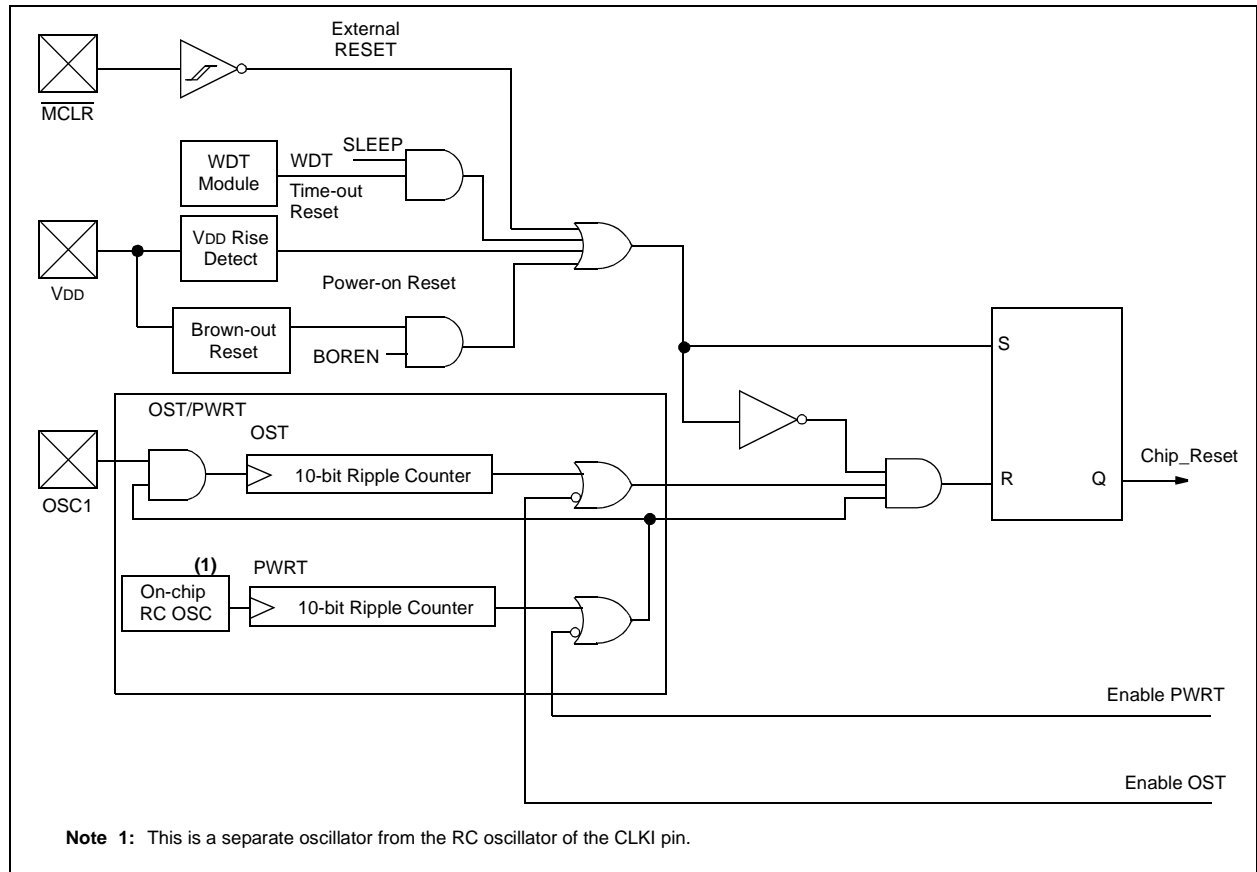 External
RESET
MCLR
SLEEP
WDT
Module
WDT
Time-out
Reset
VDD Rise
Detect
VDD
Power-on Reset
Brown-out
Reset
BOREN
S
OST/PWRT
OST
10-bit Ripple Counter
OSC1
Chip_Reset
R
Q
(1)
PWRT
On-chip
RC OSC
10-bit Ripple Counter
Enable PWRT
Enable OST
Note 1: This is a separate oscillator from the RC oscillator of the CLKI pin.